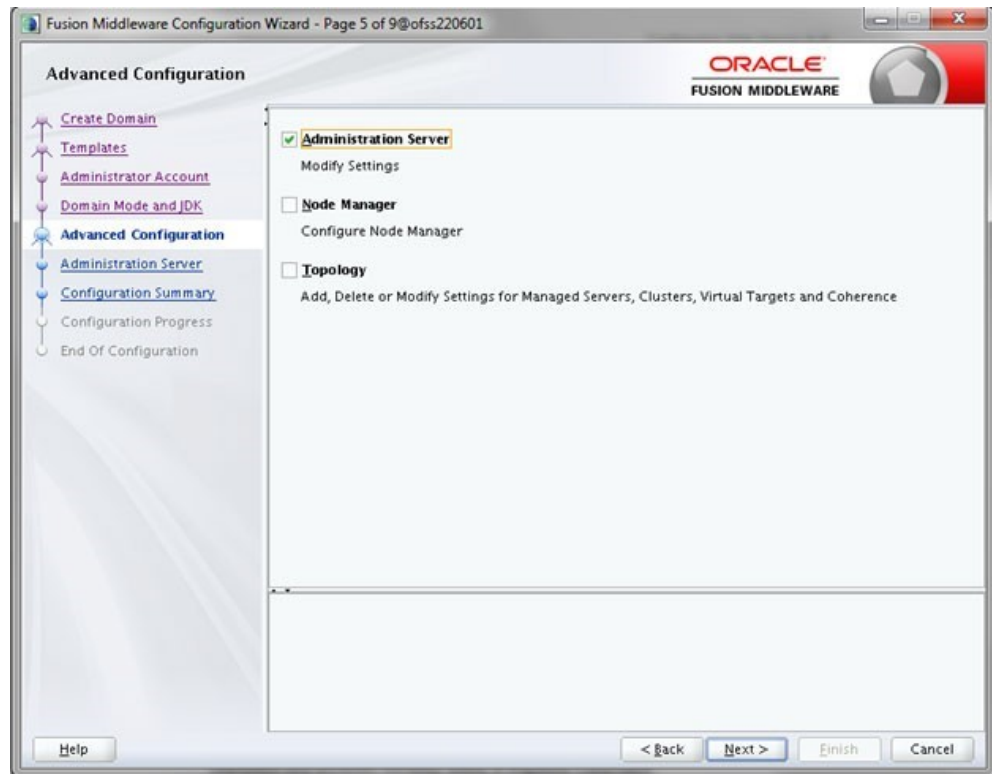 Fusion Middleware Configuration Wizard - Page 5 of 9@ofss220601
Advanced Configuration
ORACLE
FUSION MIDDLEWARE
Create Domain
Templates
Administrator Account
Domain Mode and JDK
Advanced Configuration
Administration Server
Configuration Summary
Configuration Progress
End Of Configuration
Administration Server
Modify Settings
Node Manager
Configure Node Manager
Topology
Add, Delete or Modify Settings for Managed Servers, Clusters, Virtual Targets and Coherence
Help
< Back
Next >
Finish
Cancel